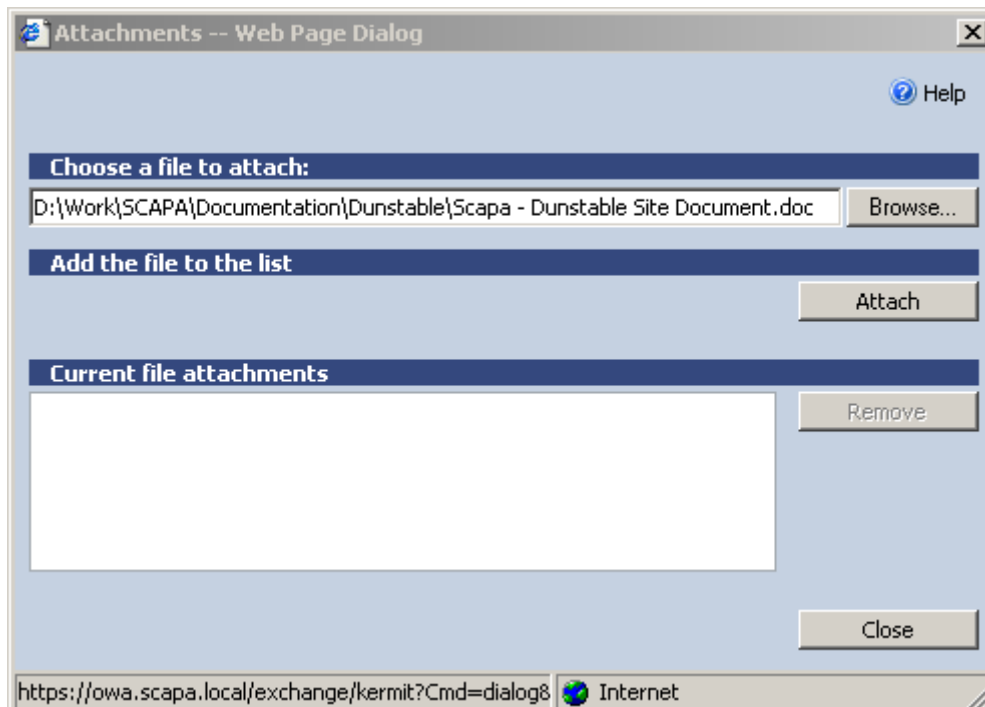 Attachments -- Web Page Dialog
Help
Choose a file to attach:
D:\Work\SCAPA\Documentation\Dunstable\Scapa - Dunstable Site Document.doc
Browse...
Add the file to the list
Attach
Current file attachments
Remove
Close
https://owa.scapa.local/exchange/kermit?Cmd=dialog& Internet